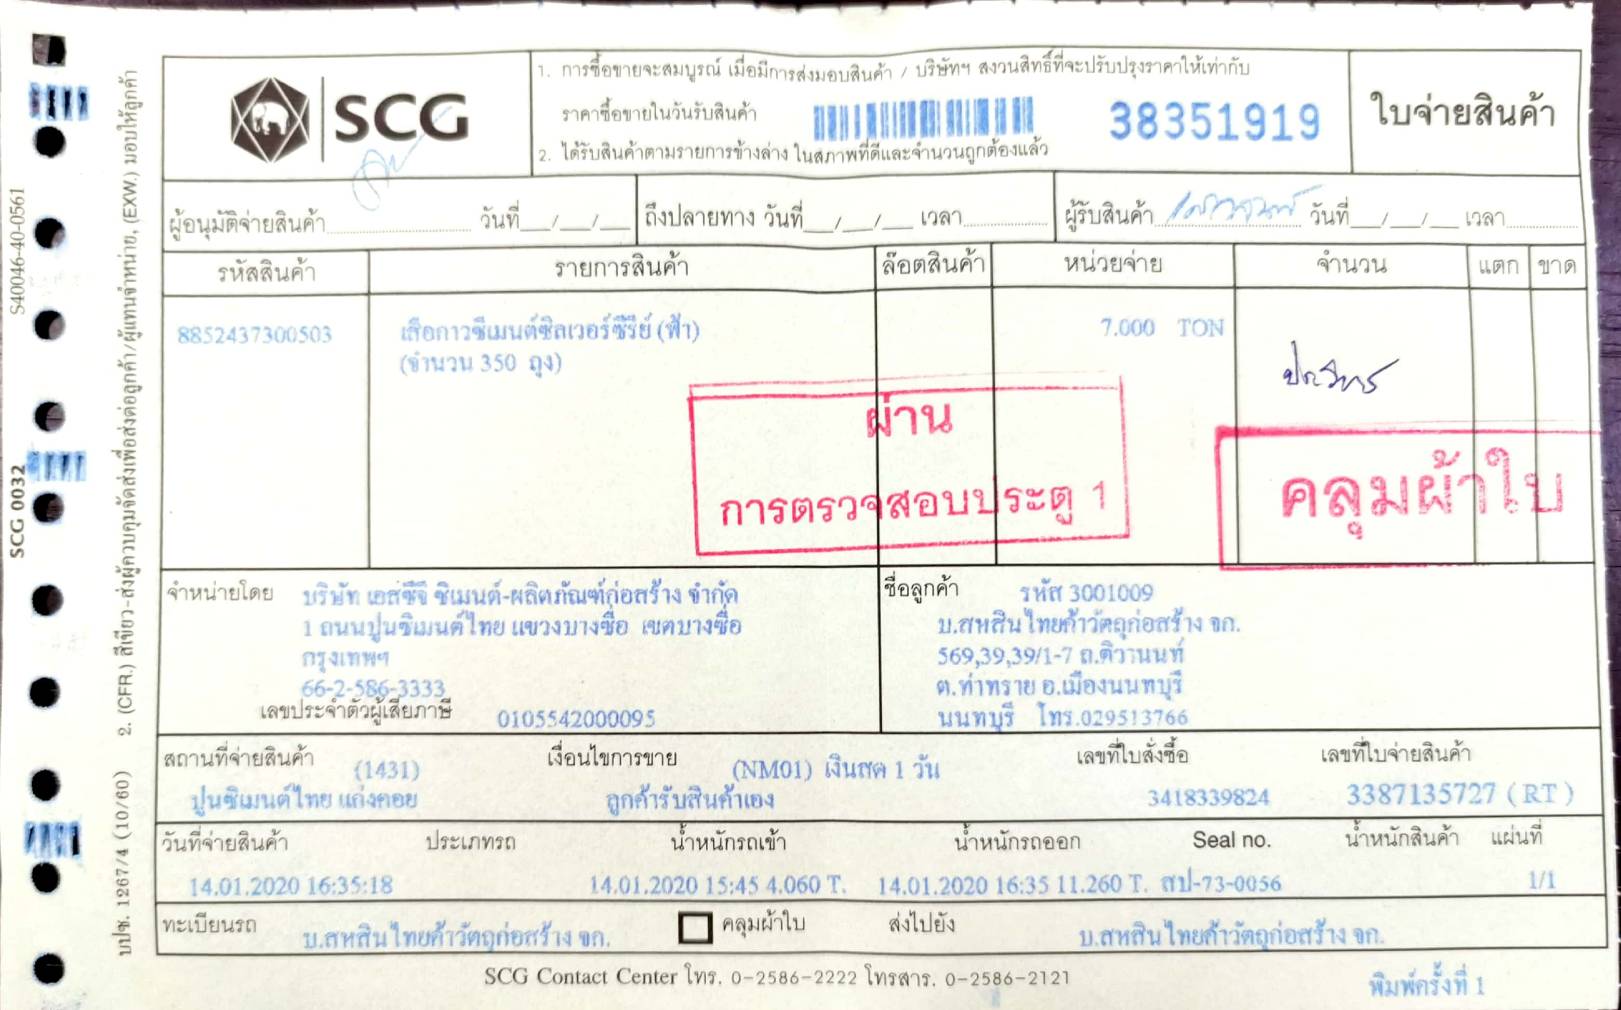 SCG
1. การซื้อขายจะสมบูรณ์ เมื่อมีการส่งมอบสินค้า / บริษัทฯ สงวนสิทธิ์ที่จะปรับปรุงราคาให้เท่ากับ
ราคาซื้อขายในวันรับสินค้า
38351919
2. ได้รับสินค้าตามรายการข้างล่าง ในสภาพที่ดีและจำนวนถูกต้องแล้ว
ใบจ่ายสินค้า
ผู้อนุมัติจ่ายสินค้า วันที่__/__/__ ถึงปลายทาง วันที่__/__/__ เวลา ผู้รับสินค้า วันที่__/__/__ เวลา
รหัสสินค้า รายการสินค้า ล๊อตสินค้า หน่วยจ่าย จำนวน แตก ขาด
8852437300503 เสือกาวซีเมนต์ซิลเวอร์ซีรีย์ (ฟ้า) 7.000 TON
(จำนวน 350 ถุง)
ผ่าน
การตรวจสอบประตู 1
คลุมผ้าใบ
จำหน่ายโดย บริษัท เอสซีจี ซิเมนต์-ผลิตภัณฑ์ก่อสร้าง จำกัด
1 ถนนปูนซิเมนต์ไทย แขวงบางซื่อ เขตบางซื่อ
กรุงเทพฯ
66-2-586-3333
เลขประจำตัวผู้เสียภาษี 0105542000095
ชื่อลูกค้า รหัส 3001009
บ.สหสินไทยค้าวัตถุก่อสร้าง จก.
569,39,39/1-7 ถ.ติวานนท์
ต.ท่าทราย อ.เมืองนนทบุรี
นนทบุรี โทร.029513766
สถานที่จ่ายสินค้า (1431) เงื่อนไขการขาย (NM01) เงินสด 1 วัน เลขที่ใบสั่งซื้อ เลขที่ใบจ่ายสินค้า
ปูนซิเมนต์ไทย แก่งคอย ลูกค้ารับสินค้าเอง 3418339824 3387135727 ( RT )
วันที่จ่ายสินค้า ประเภทรถ น้ำหนักรถเข้า น้ำหนักรถออก Seal no. น้ำหนักสินค้า แผ่นที่
14.01.2020 16:35:18 14.01.2020 15:45 4.060 T. 14.01.2020 16:35 11.260 T. สป-73-0056 1/1
ทะเบียนรถ บ.สหสินไทยค้าวัตถุก่อสร้าง จก. คลุมผ้าใบ ส่งไปยัง บ.สหสินไทยค้าวัตถุก่อสร้าง จก.
SCG Contact Center โทร. 0-2586-2222 โทรสาร. 0-2586-2121
พิมพ์ครั้งที่ 1
S40046-40-0561
SCG 0032
บปซ. 1267/4 (10/60) 2. (CFR.) สีเขียว-ส่งผู้ควบคุมจัดส่งเพื่อส่งต่อลูกค้า/ผู้แทนจำหน่าย, (EXW.) มอบให้ลูกค้า